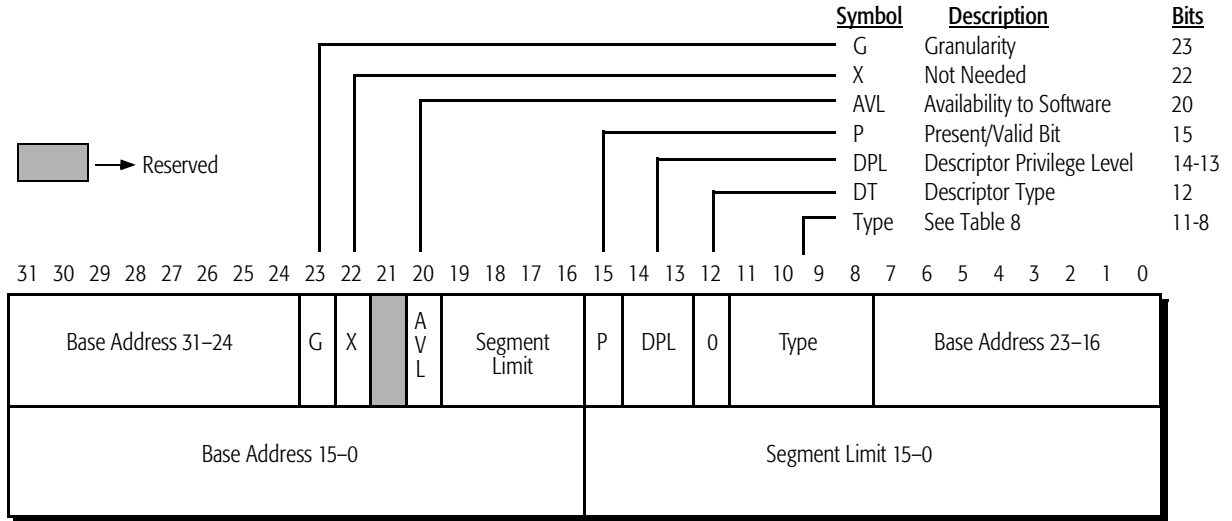 Symbol Description Bits
G Granularity 23
X Not Needed 22
AVL Availability to Software 20
P Present/Valid Bit 15
DPL Descriptor Privilege Level 14-13
DT Descriptor Type 12
Type See Table 8 11-8
Reserved
31 30 29 28 27 26 25 24 23 22 21 20 19 18 17 16 15 14 13 12 11 10 9 8 7 6 5 4 3 2 1 0
Base Address 31–24 G X AVL Segment Limit P DPL 0 Type Base Address 23–16
Base Address 15–0 Segment Limit 15–0